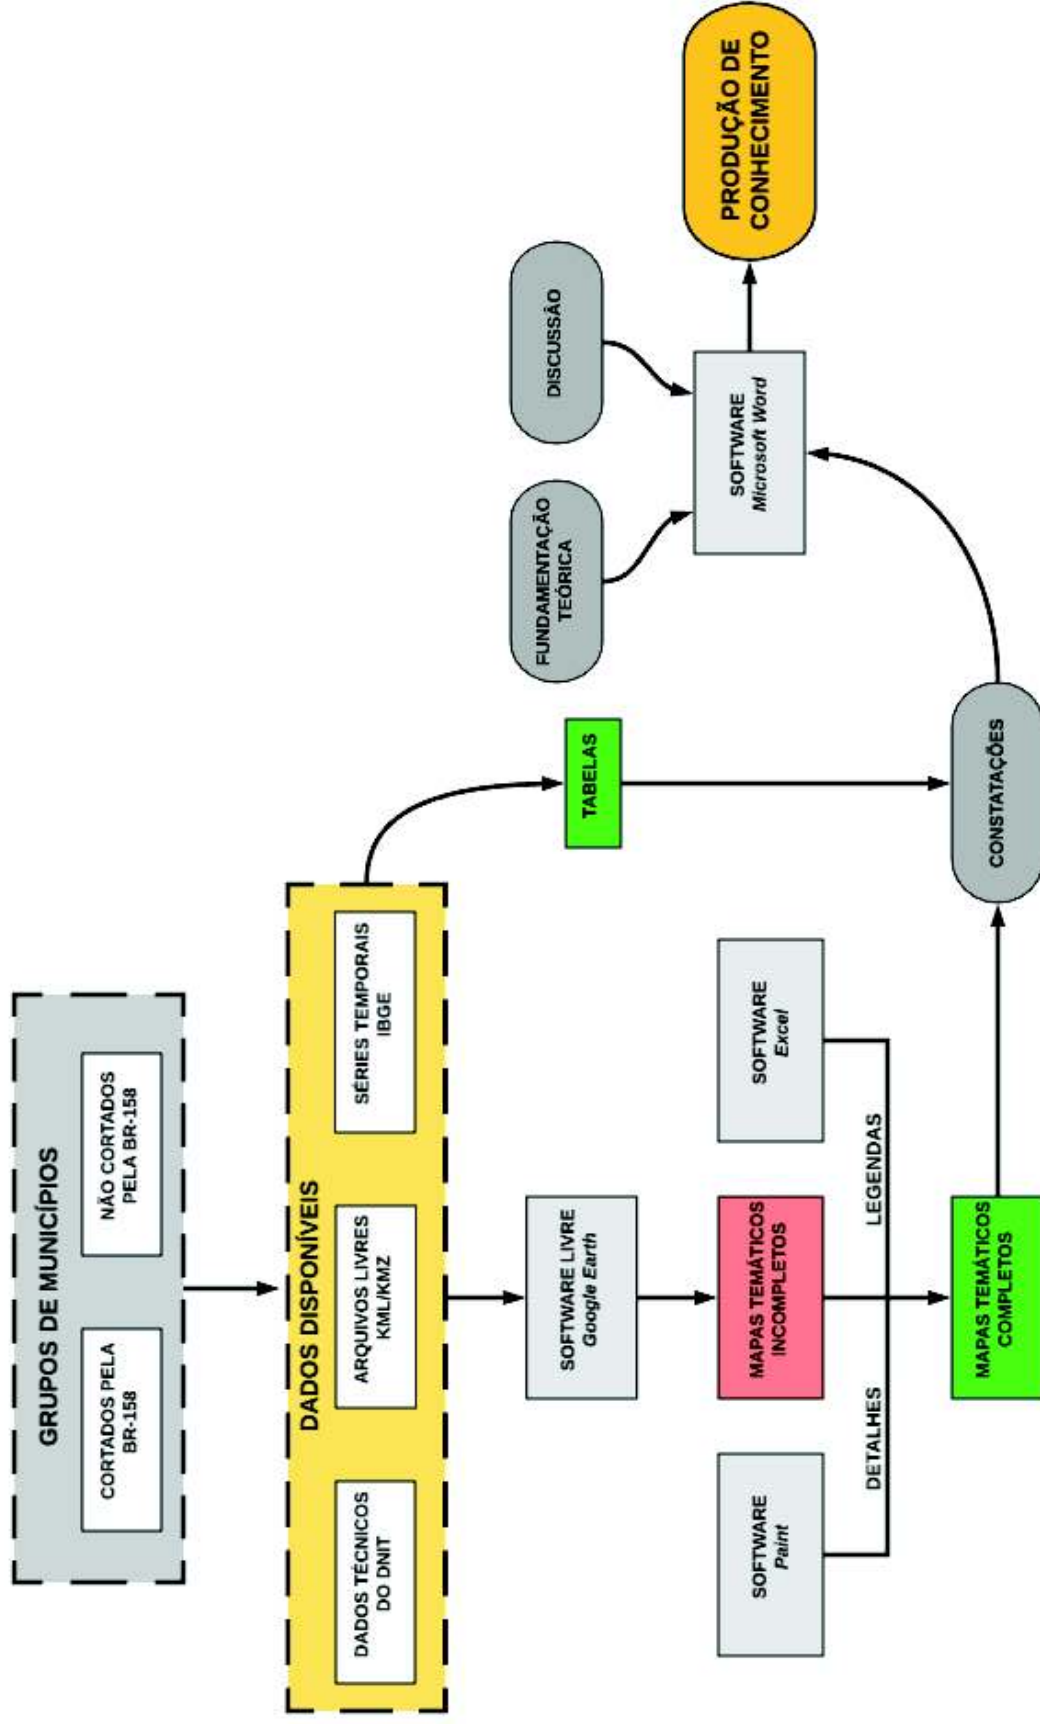 GRUPOS DE MUNICÍPIOS
CORTADOS PELA
BR-158
NÃO CORTADOS
PELA BR-158
DADOS DISPONÍVEIS
DADOS TÉCNICOS
DO DNIT
ARQUIVOS LIVRES
KML/KMZ
SÉRIES TEMPORAIS
IBGE
SOFTWARE LIVRE
Google Earth
TABELAS
FUNDAMENTAÇÃO
TEÓRICA
DISCUSSÃO
SOFTWARE
Paint
MAPAS TEMÁTICOS
INCOMPLETOS
SOFTWARE
Excel
SOFTWARE
Microsoft Word
PRODUÇÃO DE
CONHECIMENTO
DETALHES
LEGENDAS
MAPAS TEMÁTICOS
COMPLETOS
CONSTATAÇÕES